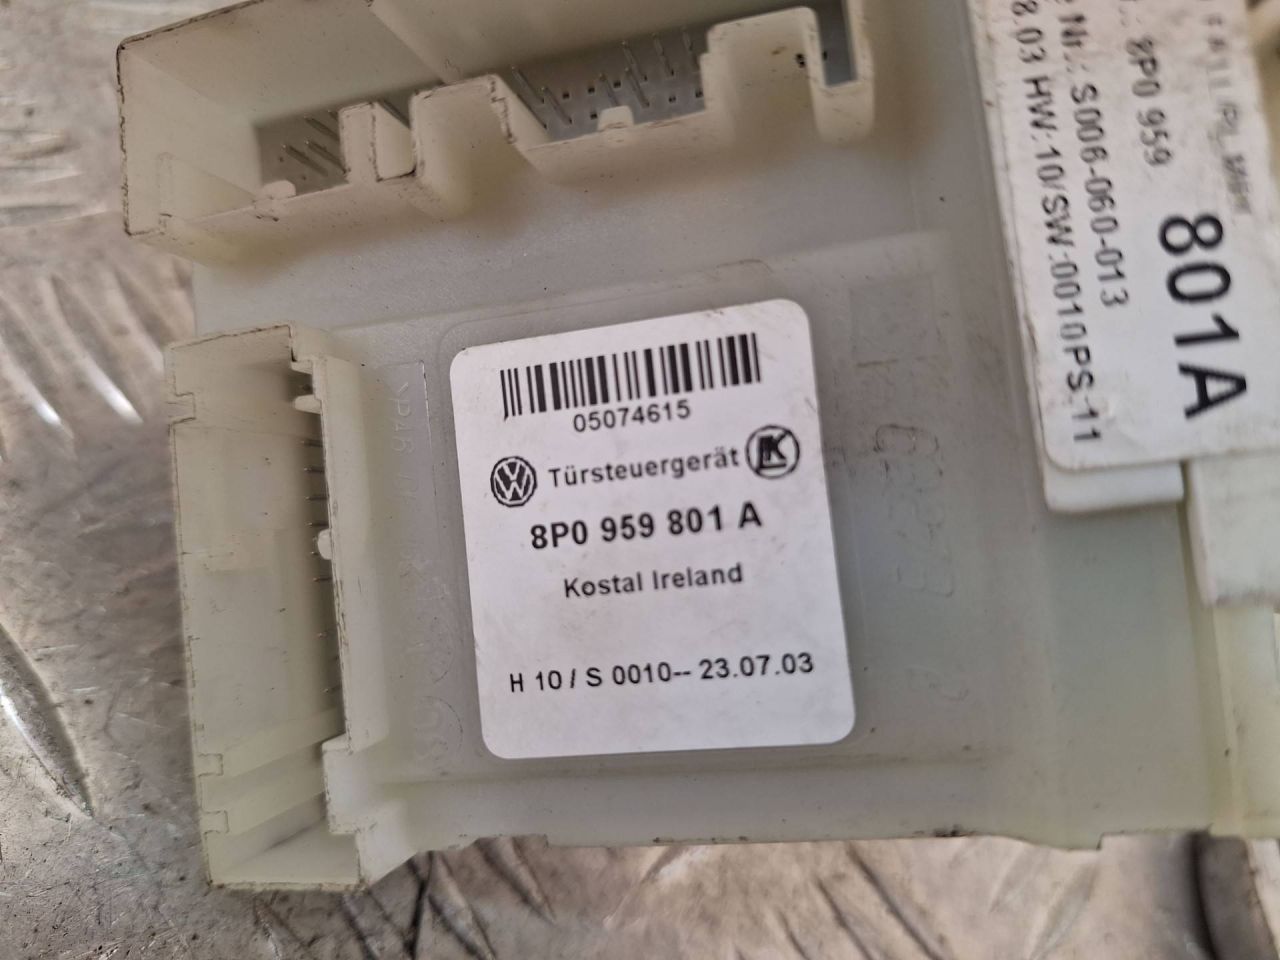 05074615
Türsteuergerät
8P0 959 801 A
Kostal Ireland
H 10 / S 0010-- 23.07.03
8P0 959
801A
Nr.: S006-060-013
8.03 HW:10/SW:0010PS:11